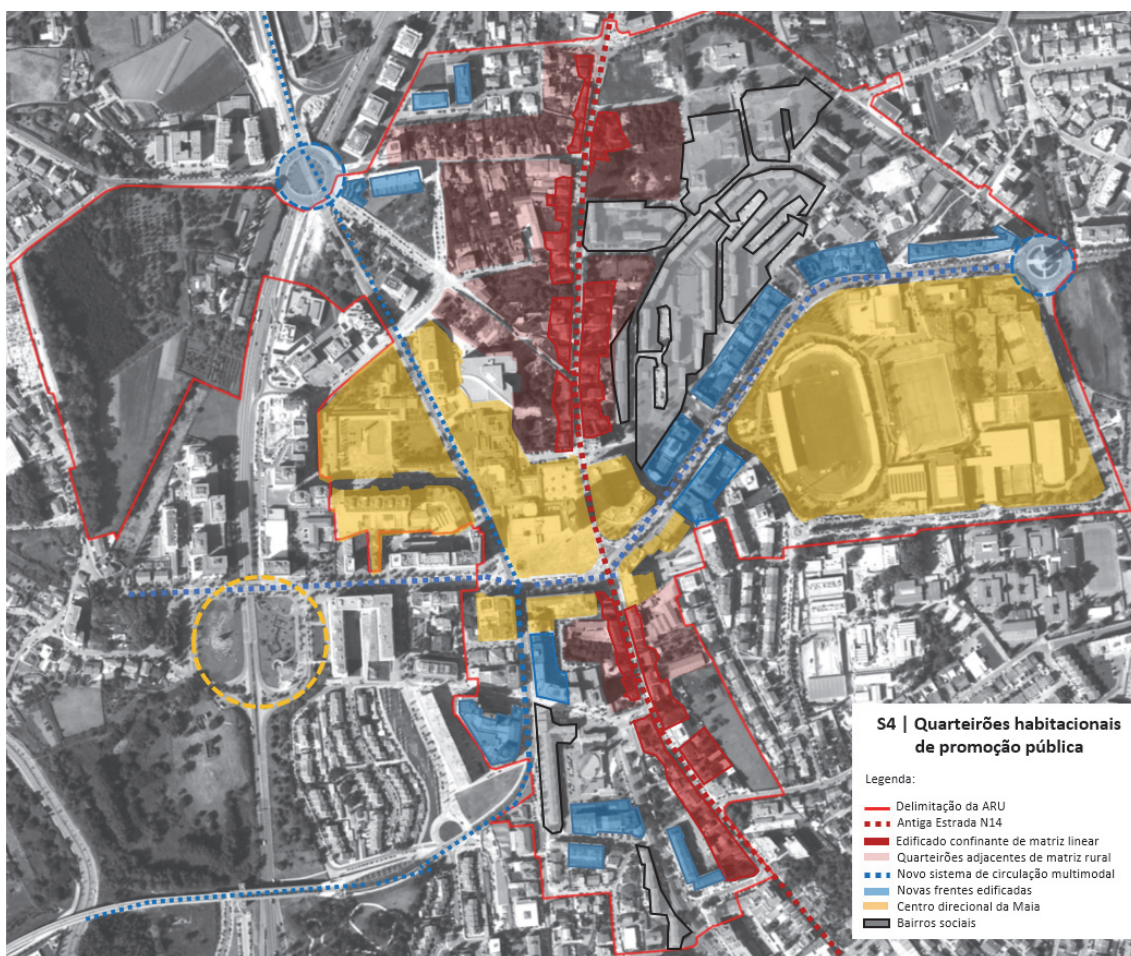 S4 | Quarteirões habitacionais
de promoção pública
Legenda:
Delimitação da ARU
Antiga Estrada N14
Edificado confinante de matriz linear
Quarteirões adjacentes de matriz rural
Novo sistema de circulação multimodal
Novas frentes edificadas
Centro direcional da Maia
Bairros sociais